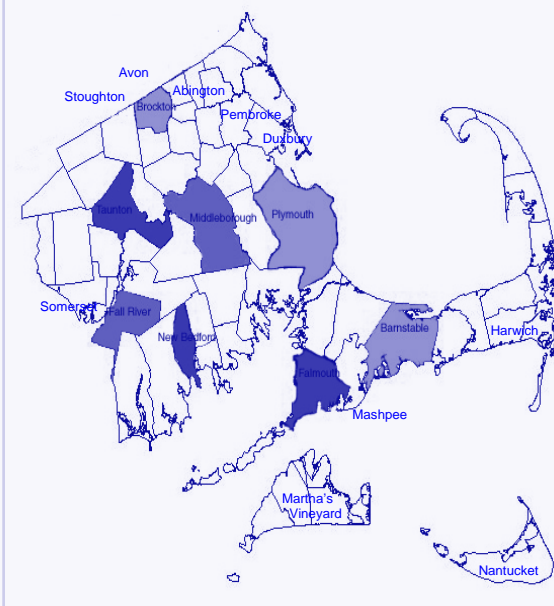 Avon
Stoughton
Abington
Brockton
Pembroke
Duxbury
Taunton
Middleborough
Plymouth
Somerset
Fall River
New Bedford
Barnstable
Harwich
Falmouth
Mashpee
Martha's
Vineyard
Nantucket